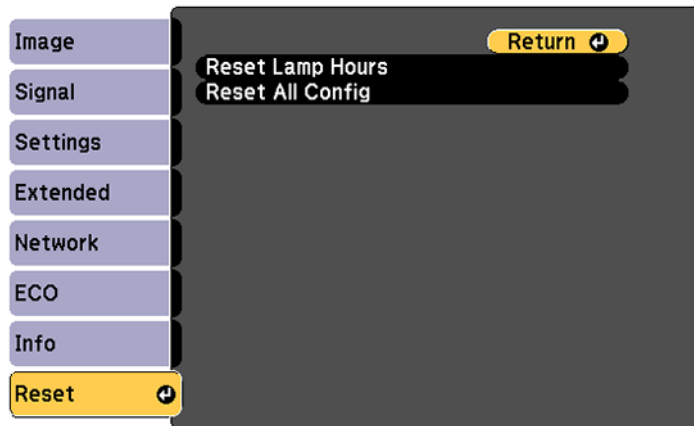 Image
Signal
Settings
Extended
Network
ECO
Info
Reset
Return
Reset Lamp Hours
Reset All Config